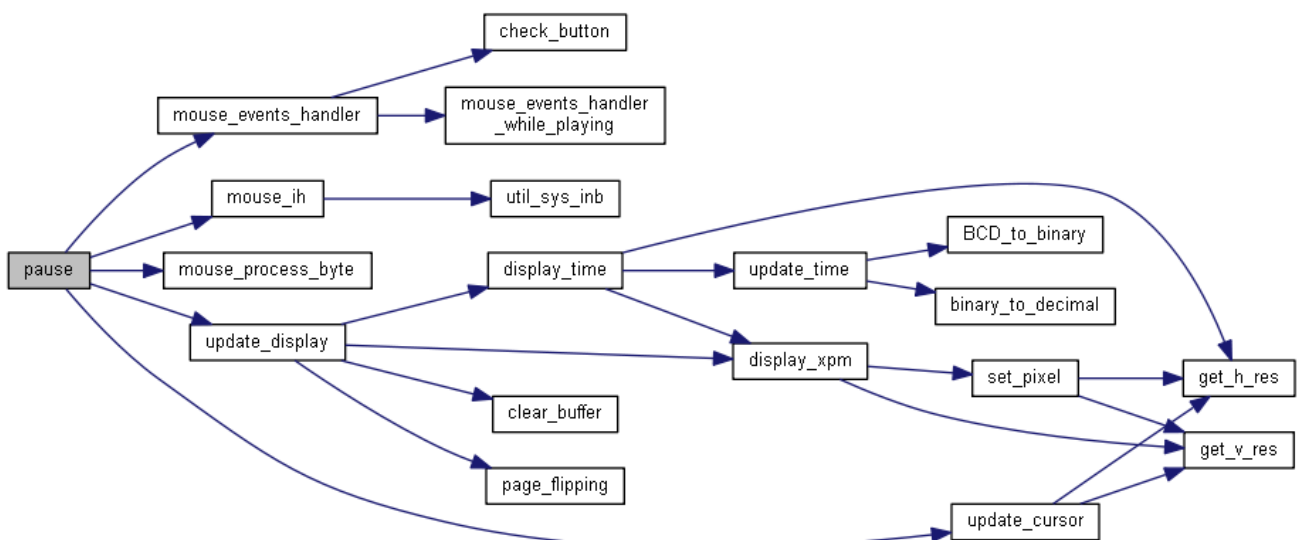 check_button
mouse_events_handler
mouse_events_handler
_while_playing
mouse_ih
util_sys_inb
pause
mouse_process_byte
display_time
update_time
BCD_to_binary
binary_to_decimal
update_display
display_xpm
set_pixel
get_h_res
clear_buffer
get_v_res
page_flipping
update_cursor